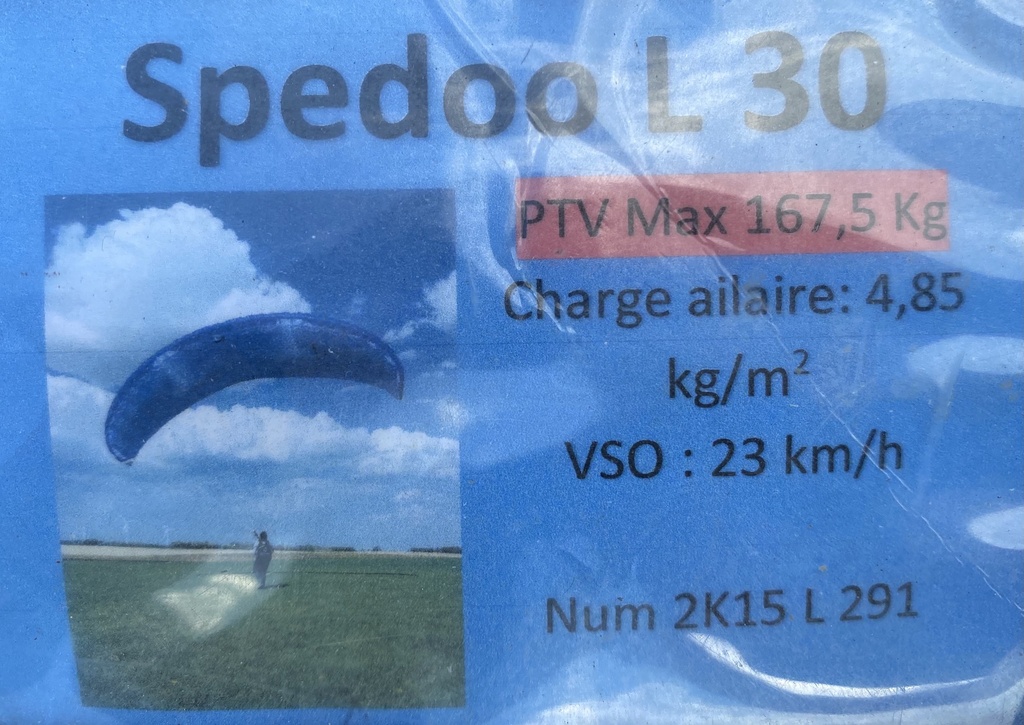 Spedoo L 30
PTV Max 167,5 Kg
Charge ailaire: 4,85
kg/m²
VSO : 23 km/h
Num 2K15 L 291